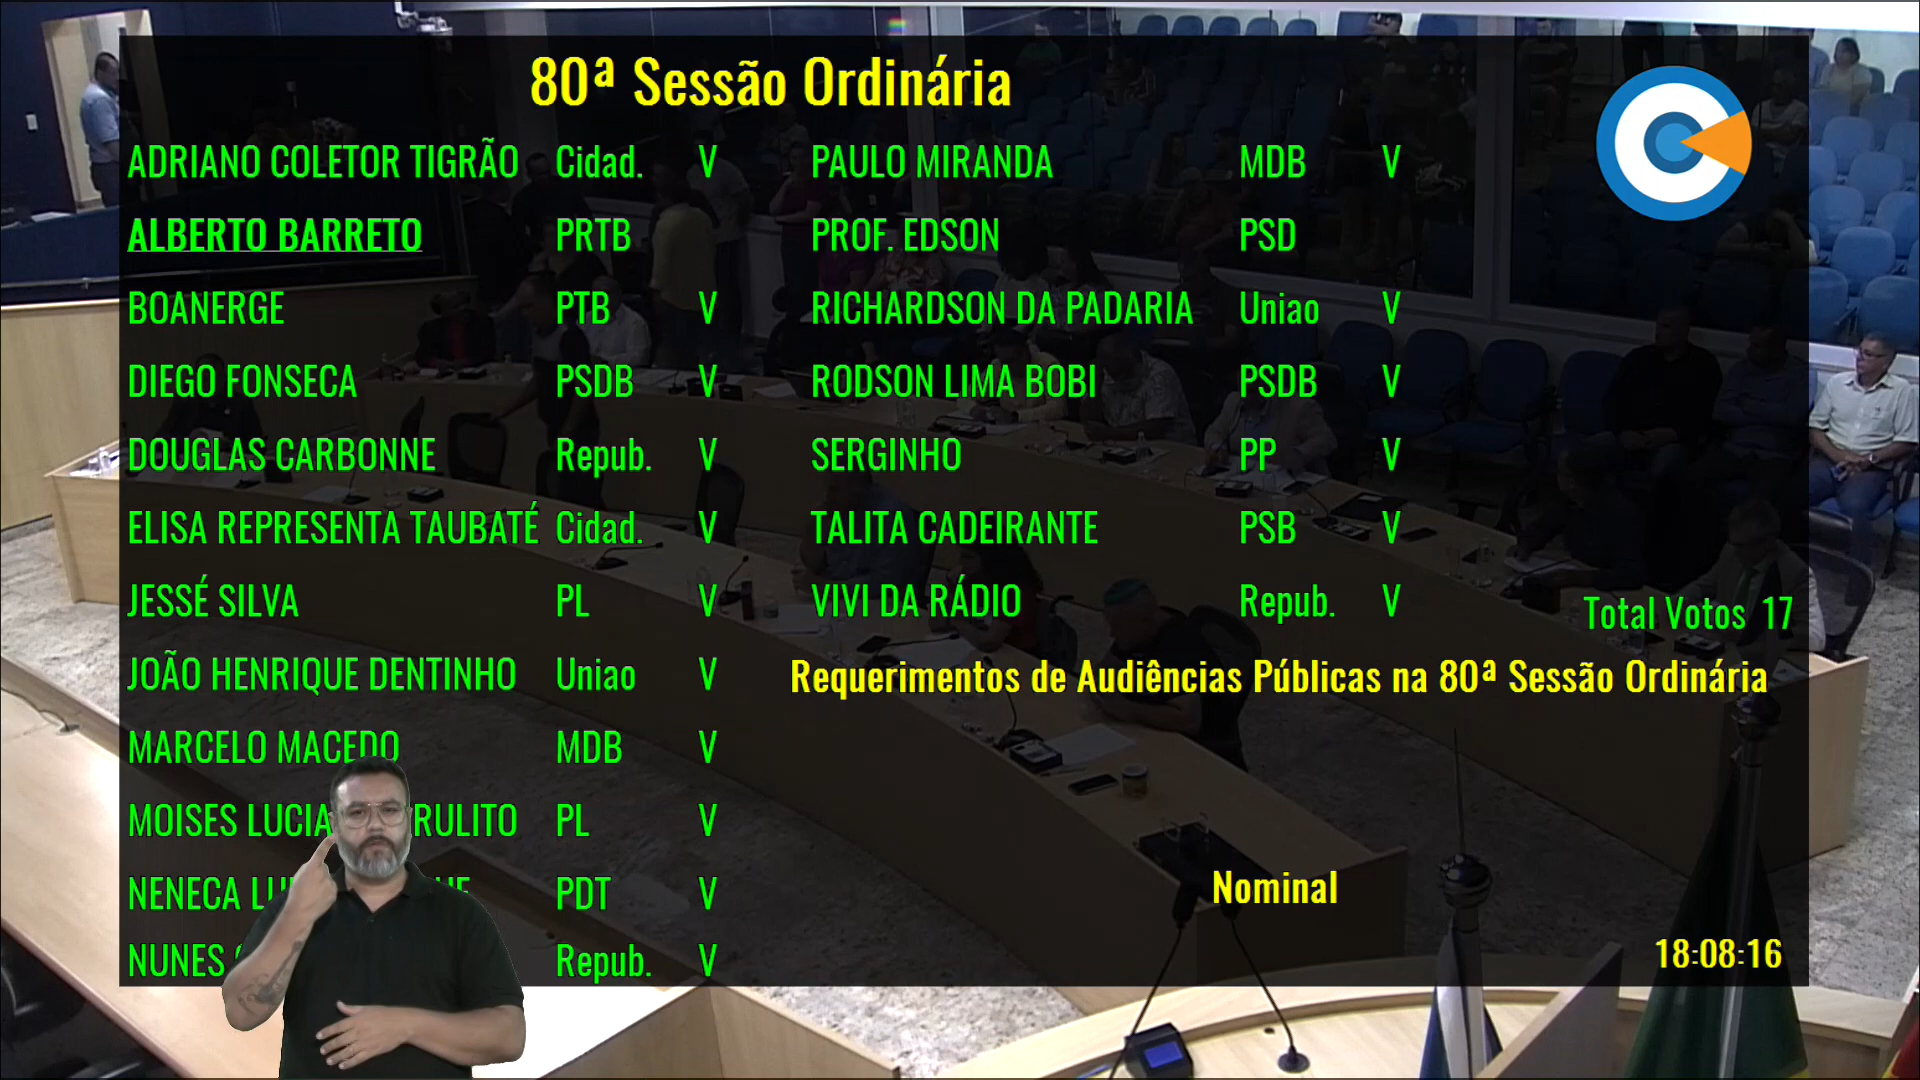 80ª Sessão Ordinária
ADRIANO COLETOR TIGRÃO Cidad. V
ALBERTO BARRETO PRTB
BOANERGE PTB V
DIEGO FONSECA PSDB V
DOUGLAS CARBONNE Repub. V
ELISA REPRESENTA TAUBATÉ Cidad. V
JESSÉ SILVA PL V
JOÃO HENRIQUE DENTINHO Uniao V
MARCELO MACEDO MDB V
MOISES PL V
NENECA PDT V
NUNES Repub. V
PAULO MIRANDA MDB V
PROF. EDSON PSD
RICHARDSON DA PADARIA Uniao V
RODSON LIMA BOBI PSDB V
SERGINHO PP V
TALITA CADEIRANTE PSB V
VIVI DA RÁDIO Repub. V
Total Votos 17
Requerimentos de Audiências Públicas na 80ª Sessão Ordinária
Nominal
18:08:16